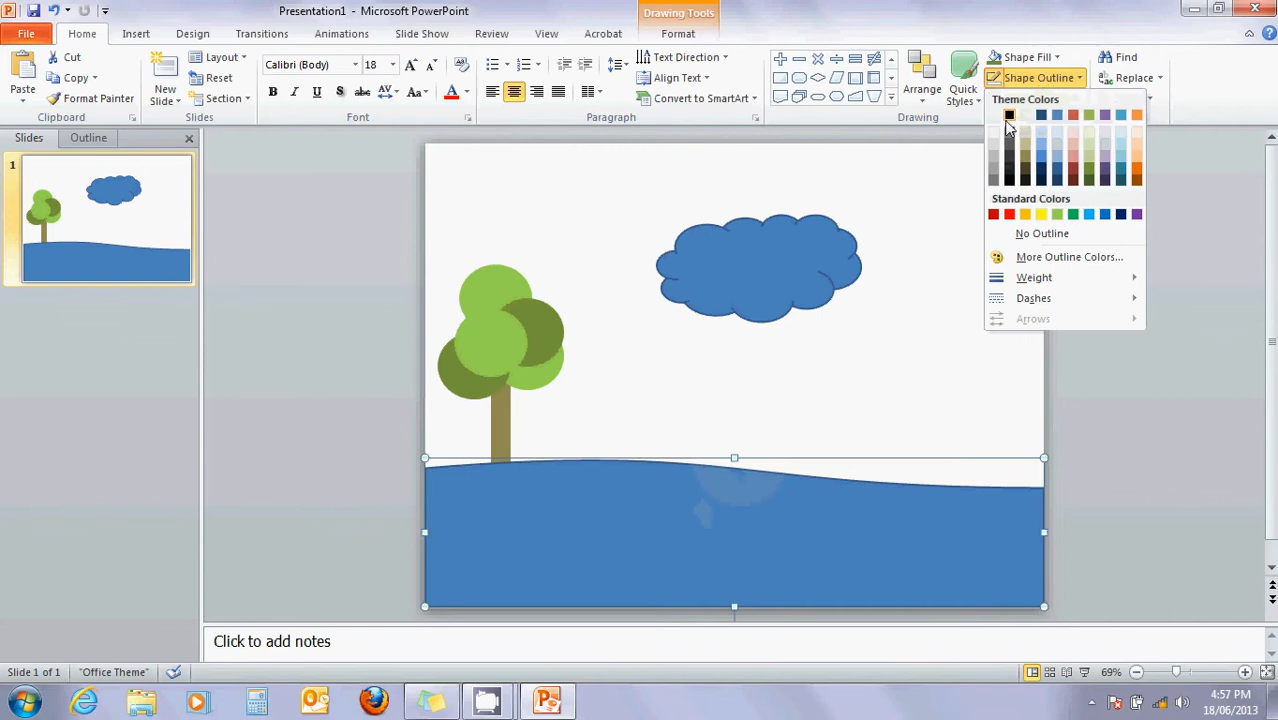 Presentation1 - Microsoft PowerPoint
Drawing Tools
File Home Insert Design Transitions Animations Slide Show Review View Acrobat Format
Paste
Cut
Copy
Format Painter
Clipboard
New Slide
Layout
Reset
Section
Slides
Calibri (Body) 18
B I U S abc AV Aa A
Font
Text Direction
Align Text
Convert to SmartArt
Paragraph
Arrange
Quick Styles
Shape Fill
Shape Outline
Drawing
Find
Replace
Theme Colors
Standard Colors
No Outline
More Outline Colors...
Weight
Dashes
Arrows
Slides Outline
1
Click to add notes
Slide 1 of 1 "Office Theme" 69%
4:57 PM
18/06/2013